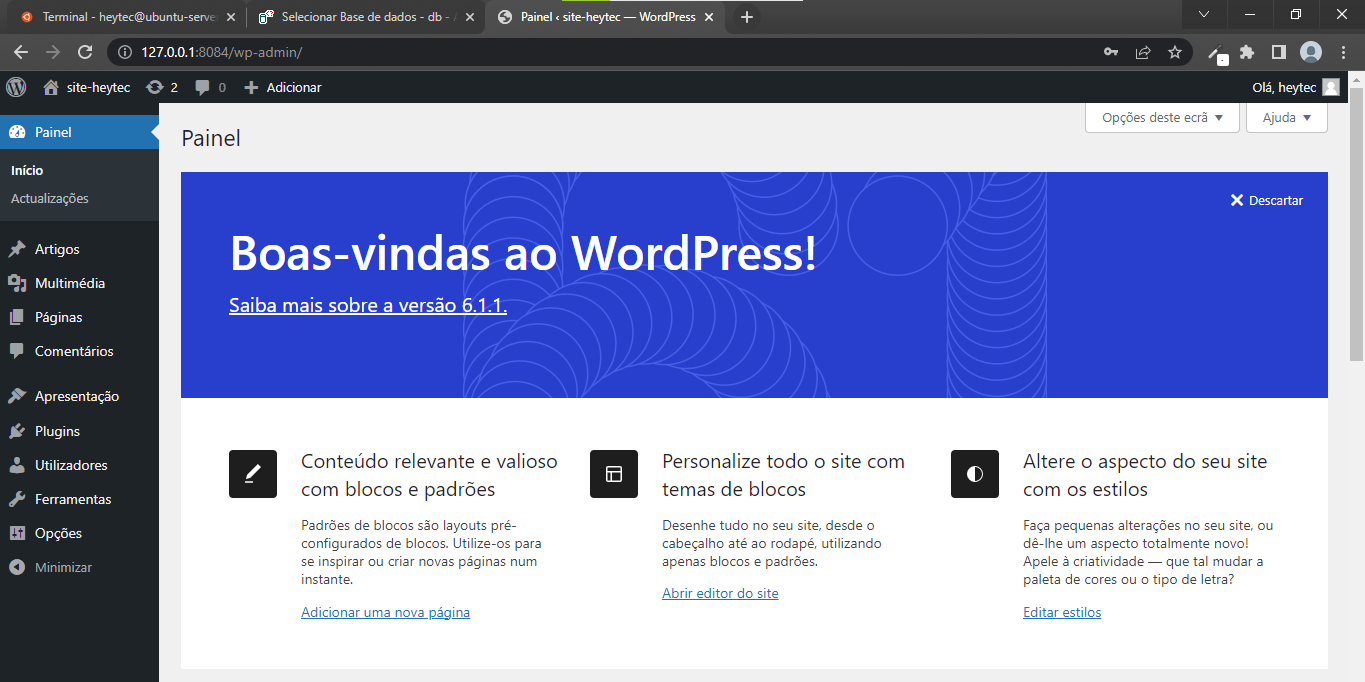 Terminal - heytec@ubuntu-serve
Selecionar Base de dados - db - A
Painel ‹ site-heytec — WordPress
127.0.0.1:8084/wp-admin/
site-heytec
2
0
Adicionar
Olá, heytec
Painel
Início
Actualizações
Artigos
Multimédia
Páginas
Comentários
Apresentação
Plugins
Utilizadores
Ferramentas
Opções
Minimizar
Painel
Opções deste ecrã
Ajuda
Descartar
Boas-vindas ao WordPress!
Saiba mais sobre a versão 6.1.1.
Conteúdo relevante e valioso
com blocos e padrões
Padrões de blocos são layouts pré-
configurados de blocos. Utilize-os para
se inspirar ou criar novas páginas num
instante.
Adicionar uma nova página
Personalize todo o site com
temas de blocos
Desenhe tudo no seu site, desde o
cabeçalho até ao rodapé, utilizando
apenas blocos e padrões.
Abrir editor do site
Altere o aspecto do seu site
com os estilos
Faça pequenas alterações no seu site, ou
dê-lhe um aspecto totalmente novo!
Apele à criatividade — que tal mudar a
paleta de cores ou o tipo de letra?
Editar estilos